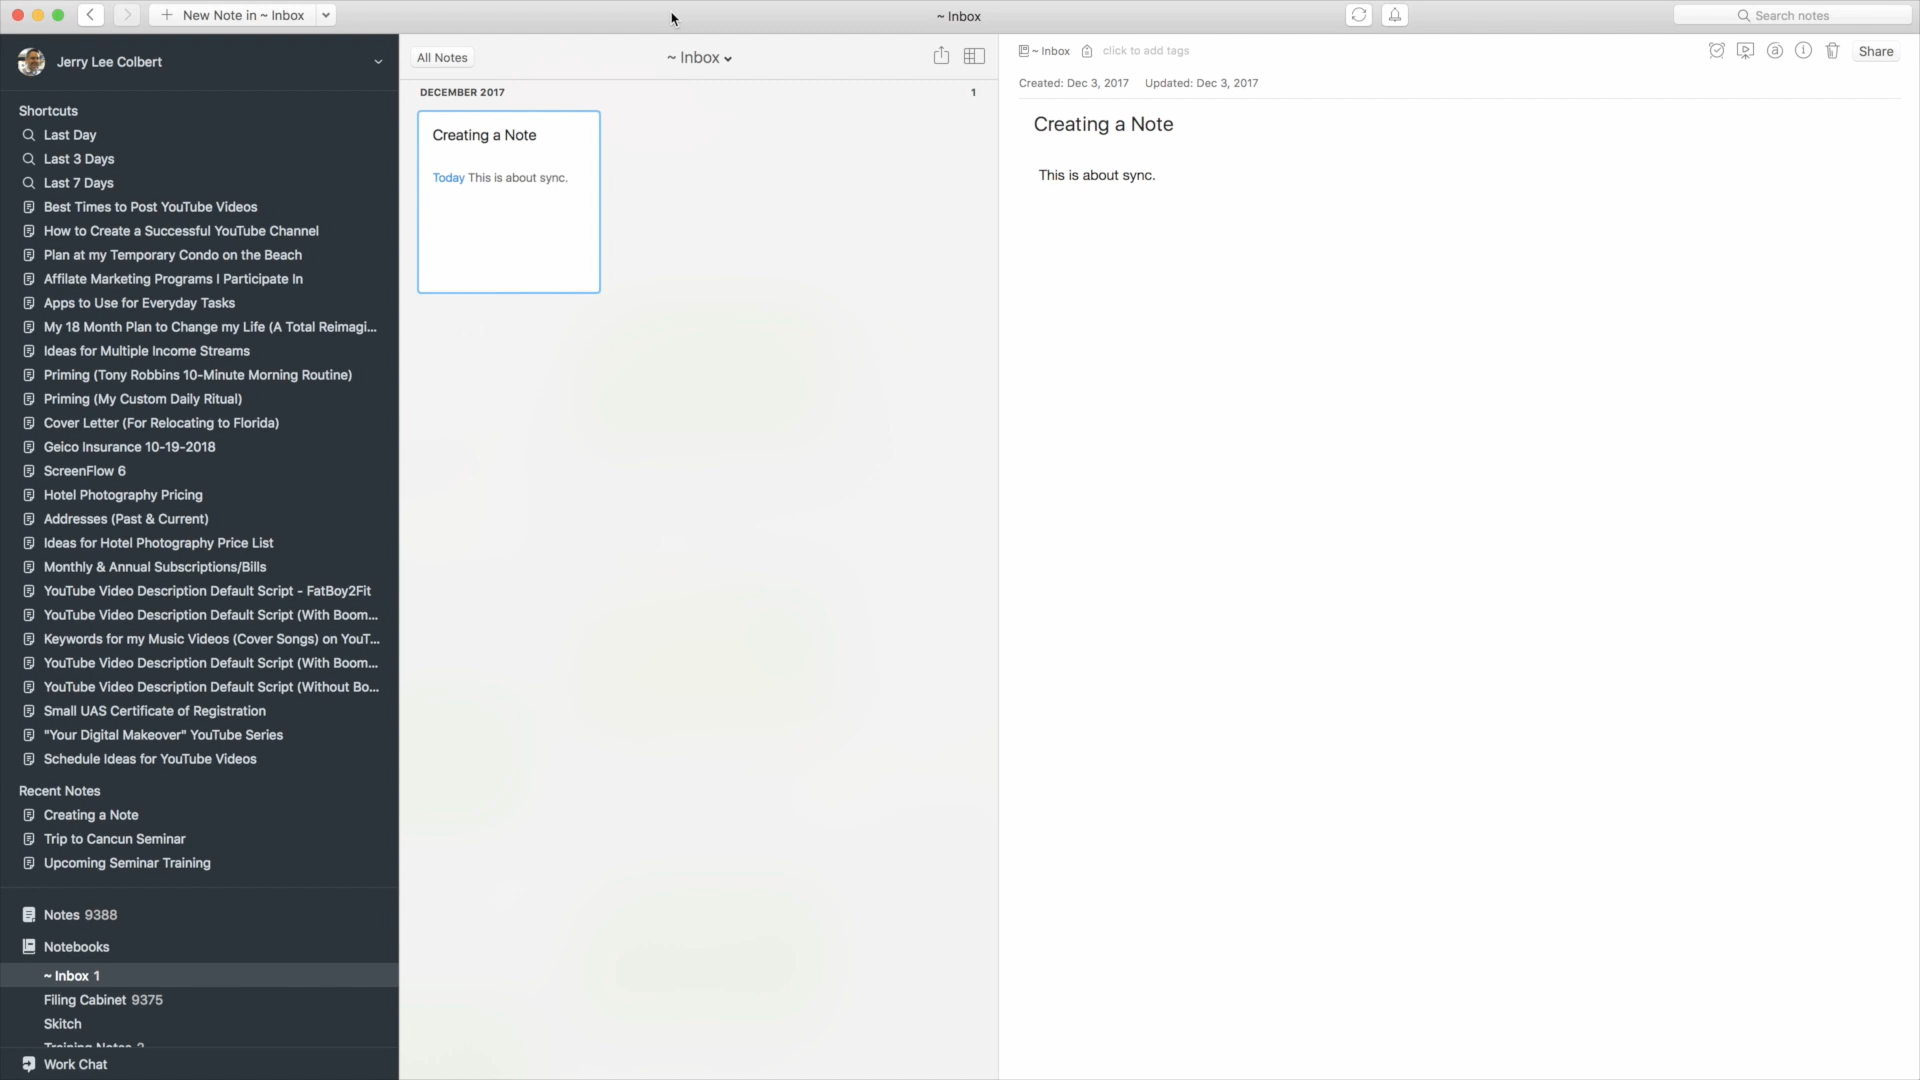 New Note in ~ Inbox
~ Inbox
Search notes
Jerry Lee Colbert
Shortcuts
Last Day
Last 3 Days
Last 7 Days
Best Times to Post YouTube Videos
How to Create a Successful YouTube Channel
Plan at my Temporary Condo on the Beach
Affilate Marketing Programs I Participate In
Apps to Use for Everyday Tasks
My 18 Month Plan to Change my Life (A Total Reimagi...
Ideas for Multiple Income Streams
Priming (Tony Robbins 10-Minute Morning Routine)
Priming (My Custom Daily Ritual)
Cover Letter (For Relocating to Florida)
Geico Insurance 10-19-2018
ScreenFlow 6
Hotel Photography Pricing
Addresses (Past & Current)
Ideas for Hotel Photography Price List
Monthly & Annual Subscriptions/Bills
YouTube Video Description Default Script - FatBoy2Fit
YouTube Video Description Default Script (With Boom...
Keywords for my Music Videos (Cover Songs) on YouT...
YouTube Video Description Default Script (With Boom...
YouTube Video Description Default Script (Without Bo...
Small UAS Certificate of Registration
"Your Digital Makeover" YouTube Series
Schedule Ideas for YouTube Videos
Recent Notes
Creating a Note
Trip to Cancun Seminar
Upcoming Seminar Training
Notes 9388
Notebooks
~ Inbox 1
Filing Cabinet 9375
Skitch
Training Notes 2
Work Chat
All Notes
~ Inbox
DECEMBER 2017 1
Creating a Note
Today This is about sync.
~ Inbox click to add tags
Share
Created: Dec 3, 2017 Updated: Dec 3, 2017
Creating a Note
This is about sync.